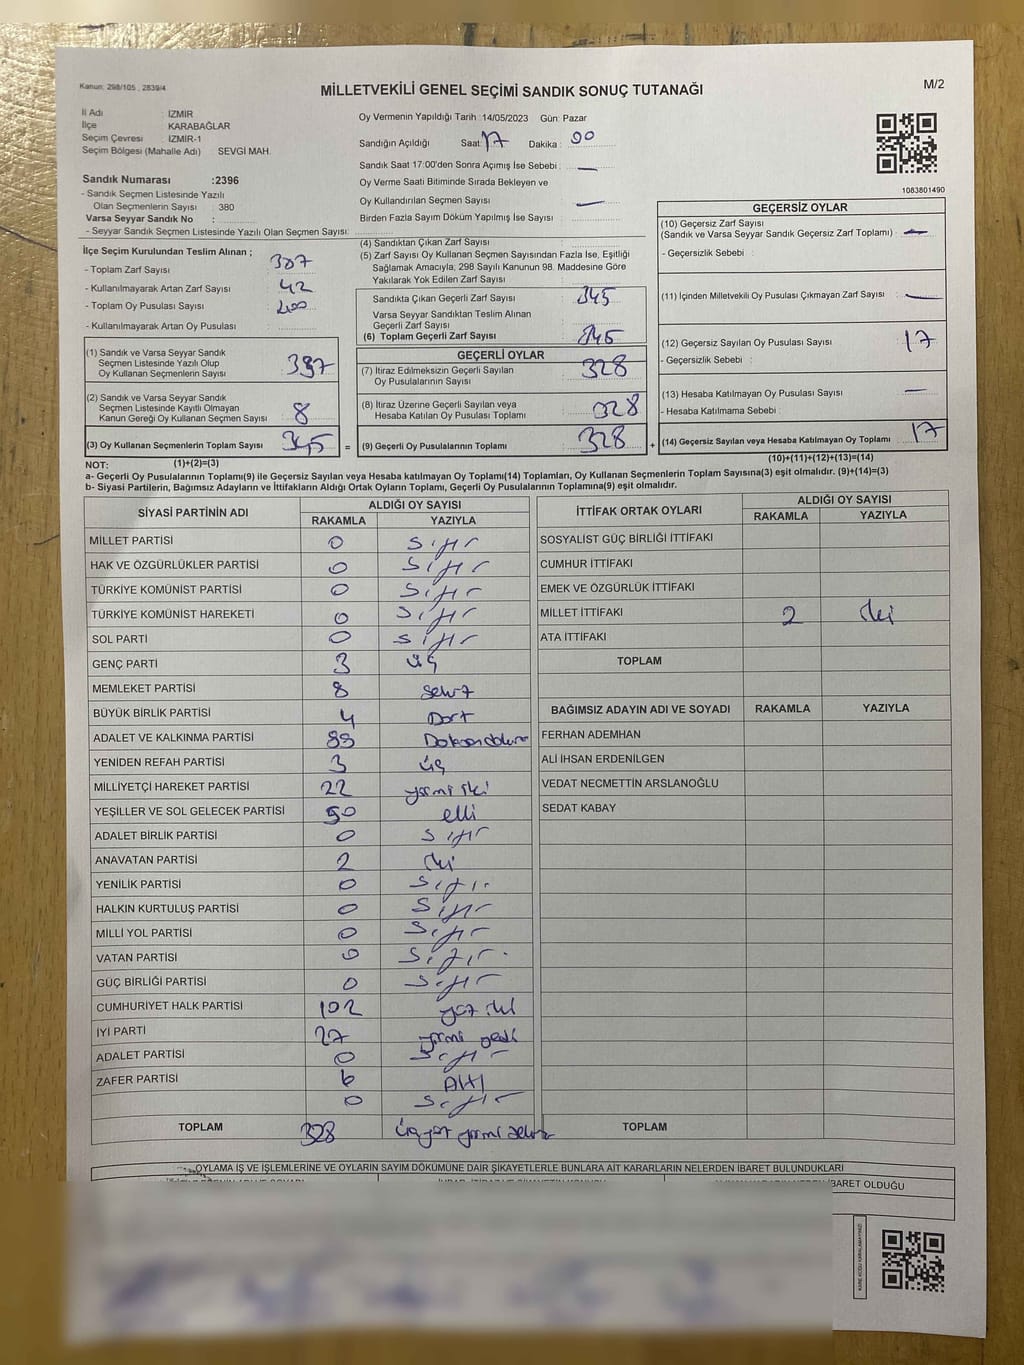 Kanun: 298/105 , 2839/4
MİLLETVEKİLİ GENEL SEÇİMİ SANDIK SONUÇ TUTANAĞI
M/2
İl Adı : İZMİR
İlçe : KARABAĞLAR
Seçim Çevresi : İZMİR-1
Seçim Bölgesi (Mahalle Adı) : SEVGİ MAH.
Oy Vermenin Yapıldığı Tarih : 14/05/2023 Gün: Pazar
Sandığın Açıldığı Saat: 17 Dakika : 00
Sandık Saat 17:00'den Sonra Açılmış İse Sebebi : —
Oy Verme Saati Bitiminde Sırada Bekleyen ve
Oy Kullandırılan Seçmen Sayısı : —
Birden Fazla Sayım Döküm Yapılmış İse Sayısı :
1083801490
Sandık Numarası :2396
- Sandık Seçmen Listesinde Yazılı
Olan Seçmenlerin Sayısı : 380
Varsa Seyyar Sandık No :
- Seyyar Sandık Seçmen Listesinde Yazılı Olan Seçmen Sayısı:
İlçe Seçim Kurulundan Teslim Alınan ;
- Toplam Zarf Sayısı : 387
- Kullanılmayarak Artan Zarf Sayısı : 42
- Toplam Oy Pusulası Sayısı : 400
- Kullanılmayarak Artan Oy Pusulası :
(1) Sandık ve Varsa Seyyar Sandık
Seçmen Listesinde Yazılı Olup
Oy Kullanan Seçmenlerin Sayısı : 337
(2) Sandık ve Varsa Seyyar Sandık
Seçmen Listesinde Kayıtlı Olmayan
Kanun Gereği Oy Kullanan Seçmen Sayısı : 8
(3) Oy Kullanan Seçmenlerin Toplam Sayısı : 345
(1)+(2)=(3)
(4) Sandıktan Çıkan Zarf Sayısı :
(5) Zarf Sayısı Oy Kullanan Seçmen Sayısından Fazla İse, Eşitliği
Sağlamak Amacıyla, 298 Sayılı Kanunun 98. Maddesine Göre
Yakılarak Yok Edilen Zarf Sayısı :
Sandıkta Çıkan Geçerli Zarf Sayısı : 345
Varsa Seyyar Sandıktan Teslim Alınan
Geçerli Zarf Sayısı :
(6) Toplam Geçerli Zarf Sayısı : 345
GEÇERLİ OYLAR
(7) İtiraz Edilmeksizin Geçerli Sayılan
Oy Pusulalarının Sayısı : 328
(8) İtiraz Üzerine Geçerli Sayılan veya
Hesaba Katılan Oy Pusulası Toplamı : 328
= (9) Geçerli Oy Pusulalarının Toplamı : 328
GEÇERSİZ OYLAR
(10) Geçersiz Zarf Sayısı
(Sandık ve Varsa Seyyar Sandık Geçersiz Zarf Toplamı) : —
- Geçersizlik Sebebi :
(11) İçinden Milletvekili Oy Pusulası Çıkmayan Zarf Sayısı : —
(12) Geçersiz Sayılan Oy Pusulası Sayısı : 17
- Geçersizlik Sebebi :
(13) Hesaba Katılmayan Oy Pusulası Sayısı : —
- Hesaba Katılmama Sebebi :
+ (14) Geçersiz Sayılan veya Hesaba Katılmayan Oy Toplamı : 17
(10)+(11)+(12)+(13)=(14)
NOT:
a- Geçerli Oy Pusulalarının Toplamı(9) ile Geçersiz Sayılan veya Hesaba katılmayan Oy Toplamı(14) Toplamları, Oy Kullanan Seçmenlerin Toplam Sayısına(3) eşit olmalıdır. (9)+(14)=(3)
b- Siyasi Partilerin, Bağımsız Adayların ve İttifakların Aldığı Ortak Oyların Toplamı, Geçerli Oy Pusulalarının Toplamına(9) eşit olmalıdır.
SİYASİ PARTİNİN ADI ALDIĞI OY SAYISI
RAKAMLA YAZIYLA
MİLLET PARTİSİ 0 Sıfır
HAK VE ÖZGÜRLÜKLER PARTİSİ 0 Sıfır
TÜRKİYE KOMÜNİST PARTİSİ 0 Sıfır
TÜRKİYE KOMÜNİST HAREKETİ 0 Sıfır
SOL PARTİ 0 Sıfır
GENÇ PARTİ 3 üç
MEMLEKET PARTİSİ 8 Sekiz
BÜYÜK BİRLİK PARTİSİ 4 Dört
ADALET VE KALKINMA PARTİSİ 99 Doksandokuz
YENİDEN REFAH PARTİSİ 3 üç
MİLLİYETÇİ HAREKET PARTİSİ 22 yirmi iki
YEŞİLLER VE SOL GELECEK PARTİSİ 50 elli
ADALET BİRLİK PARTİSİ 0 Sıfır
ANAVATAN PARTİSİ 2 iki
YENİLİK PARTİSİ 0 Sıfır
HALKIN KURTULUŞ PARTİSİ 0 Sıfır
MİLLİ YOL PARTİSİ 0 Sıfır
VATAN PARTİSİ 0 Sıfır
GÜÇ BİRLİĞİ PARTİSİ 0 Sıfır
CUMHURİYET HALK PARTİSİ 102 yüz iki
İYİ PARTİ 27 yirmi yedi
ADALET PARTİSİ 0 Sıfır
ZAFER PARTİSİ 6 Altı
0 Sıfır
TOPLAM 328 üçyüz yirmi sekiz
İTTİFAK ORTAK OYLARI ALDIĞI OY SAYISI
RAKAMLA YAZIYLA
SOSYALİST GÜÇ BİRLİĞİ İTTİFAKI
CUMHUR İTTİFAKI
EMEK VE ÖZGÜRLÜK İTTİFAKI
MİLLET İTTİFAKI 2 iki
ATA İTTİFAKI
TOPLAM
BAĞIMSIZ ADAYIN ADI VE SOYADI RAKAMLA YAZIYLA
FERHAN ADEMHAN
ALİ İHSAN ERDENİLGEN
VEDAT NECMETTİN ARSLANOĞLU
SEDAT KABAY
TOPLAM
OYLAMA İŞ VE İŞLEMLERİNE VE OYLARIN SAYIM DÖKÜMÜNE DAİR ŞİKAYETLERLE BUNLARA AİT KARARLARIN NELERDEN İBARET BULUNDUKLARI
İBARET OLDUĞU